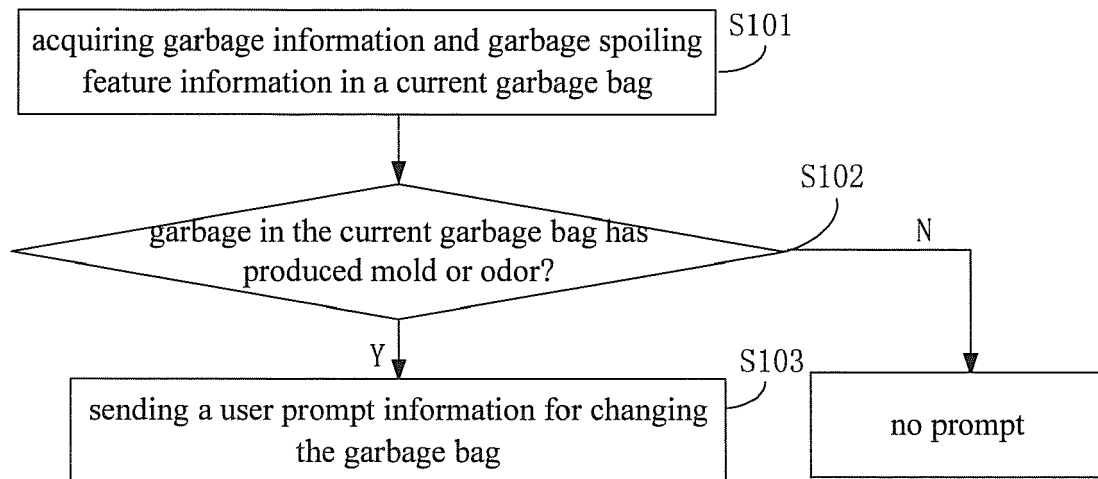 acquiring garbage information and garbage spoiling
feature information in a current garbage bag
S101
S102
garbage in the current garbage bag has
produced mold or odor?
N
Y
S103
sending a user prompt information for changing
the garbage bag
no prompt